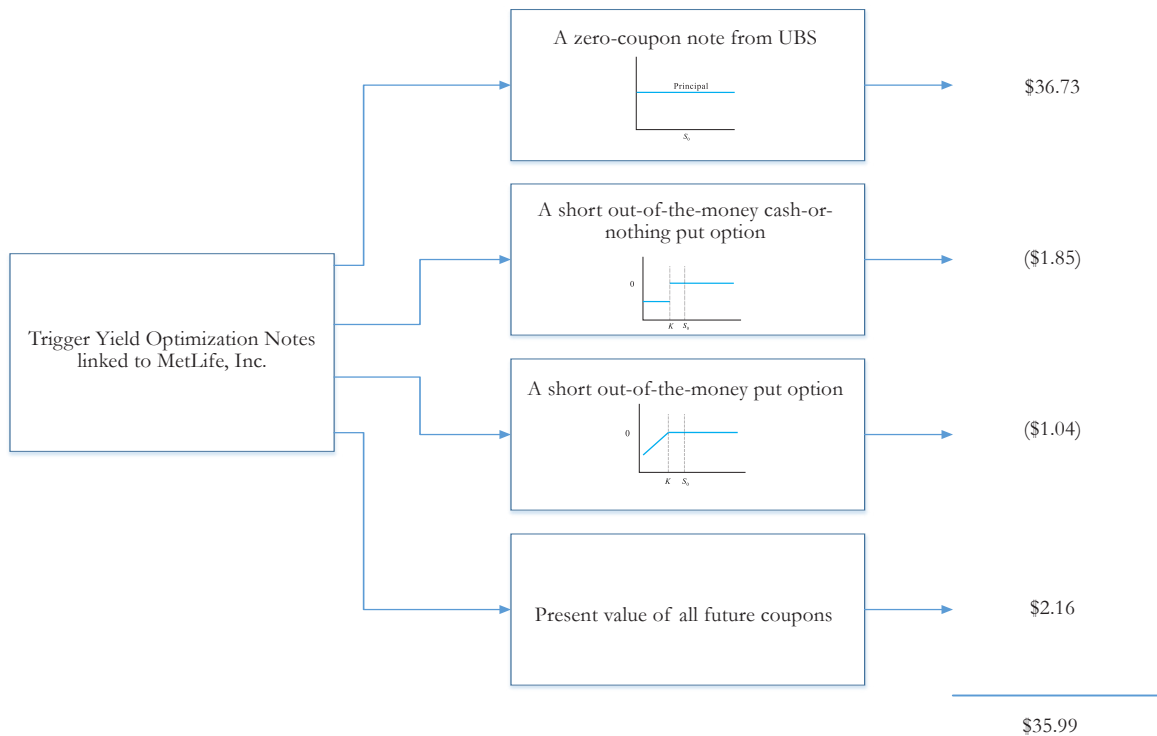 Trigger Yield Optimization Notes
linked to MetLife, Inc.
A zero-coupon note from UBS
Principal
S₀
$36.73
A short out-of-the-money cash-or-
nothing put option
0
K S₀
($1.85)
A short out-of-the-money put option
0
K S₀
($1.04)
Present value of all future coupons
$2.16
$35.99